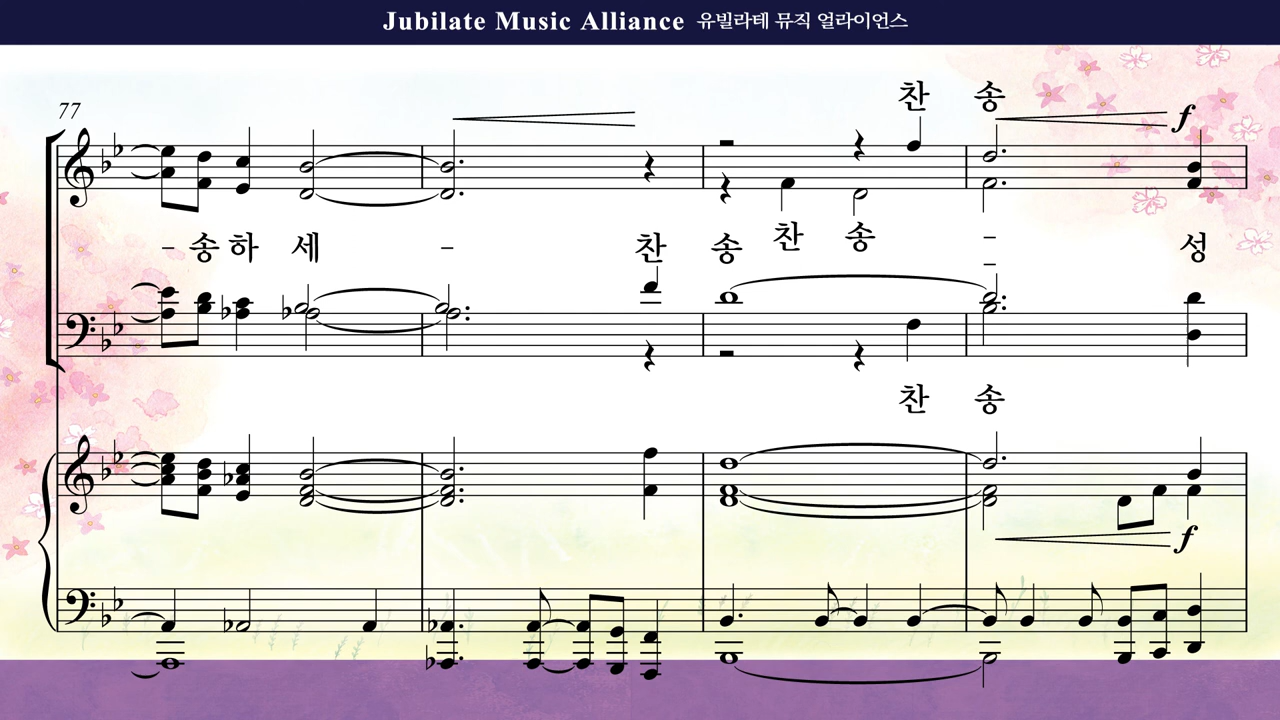 Jubilate Music Alliance 유빌라테 뮤직 얼라이언스
77
찬 송
f
- 송 하 세 - 찬 송 찬 송 - 성
-
찬 송
f